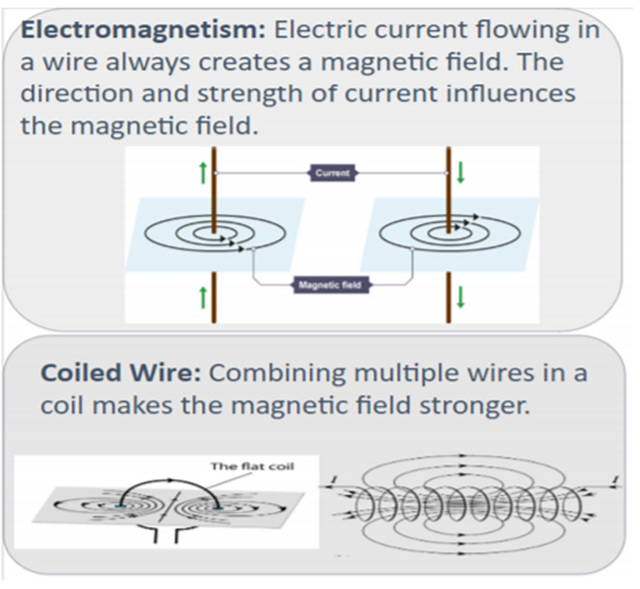 Electromagnetism: Electric current flowing in
a wire always creates a magnetic field. The
direction and strength of current influences
the magnetic field.
Current
Magnetic field
Coiled Wire: Combining multiple wires in a
coil makes the magnetic field stronger.
The flat coil
I
I